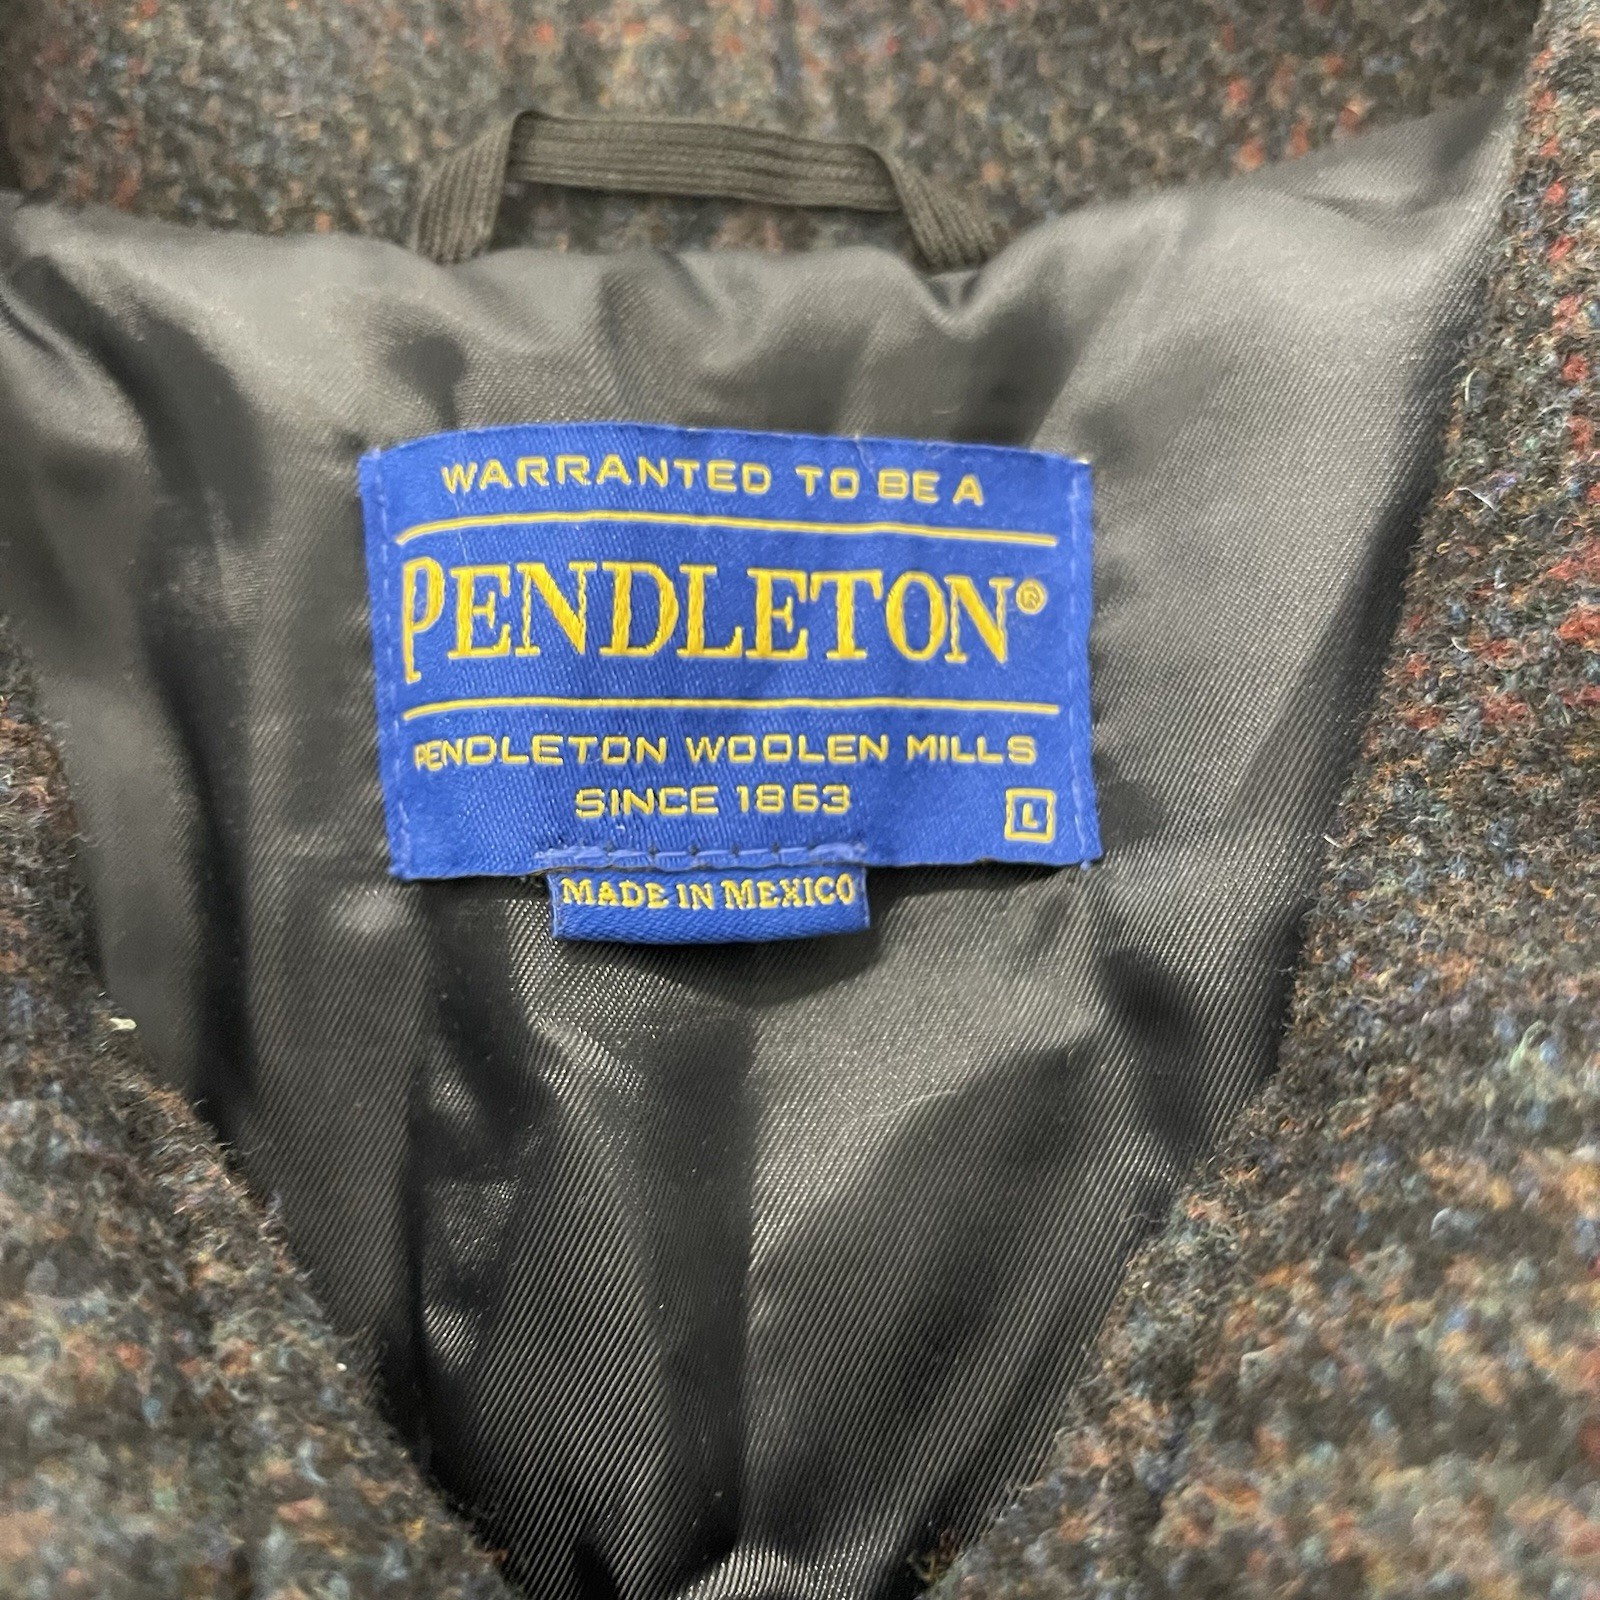 WARRANTED TO BE A
PENDLETON®
PENDLETON WOOLEN MILLS
SINCE 1863
L
MADE IN MEXICO